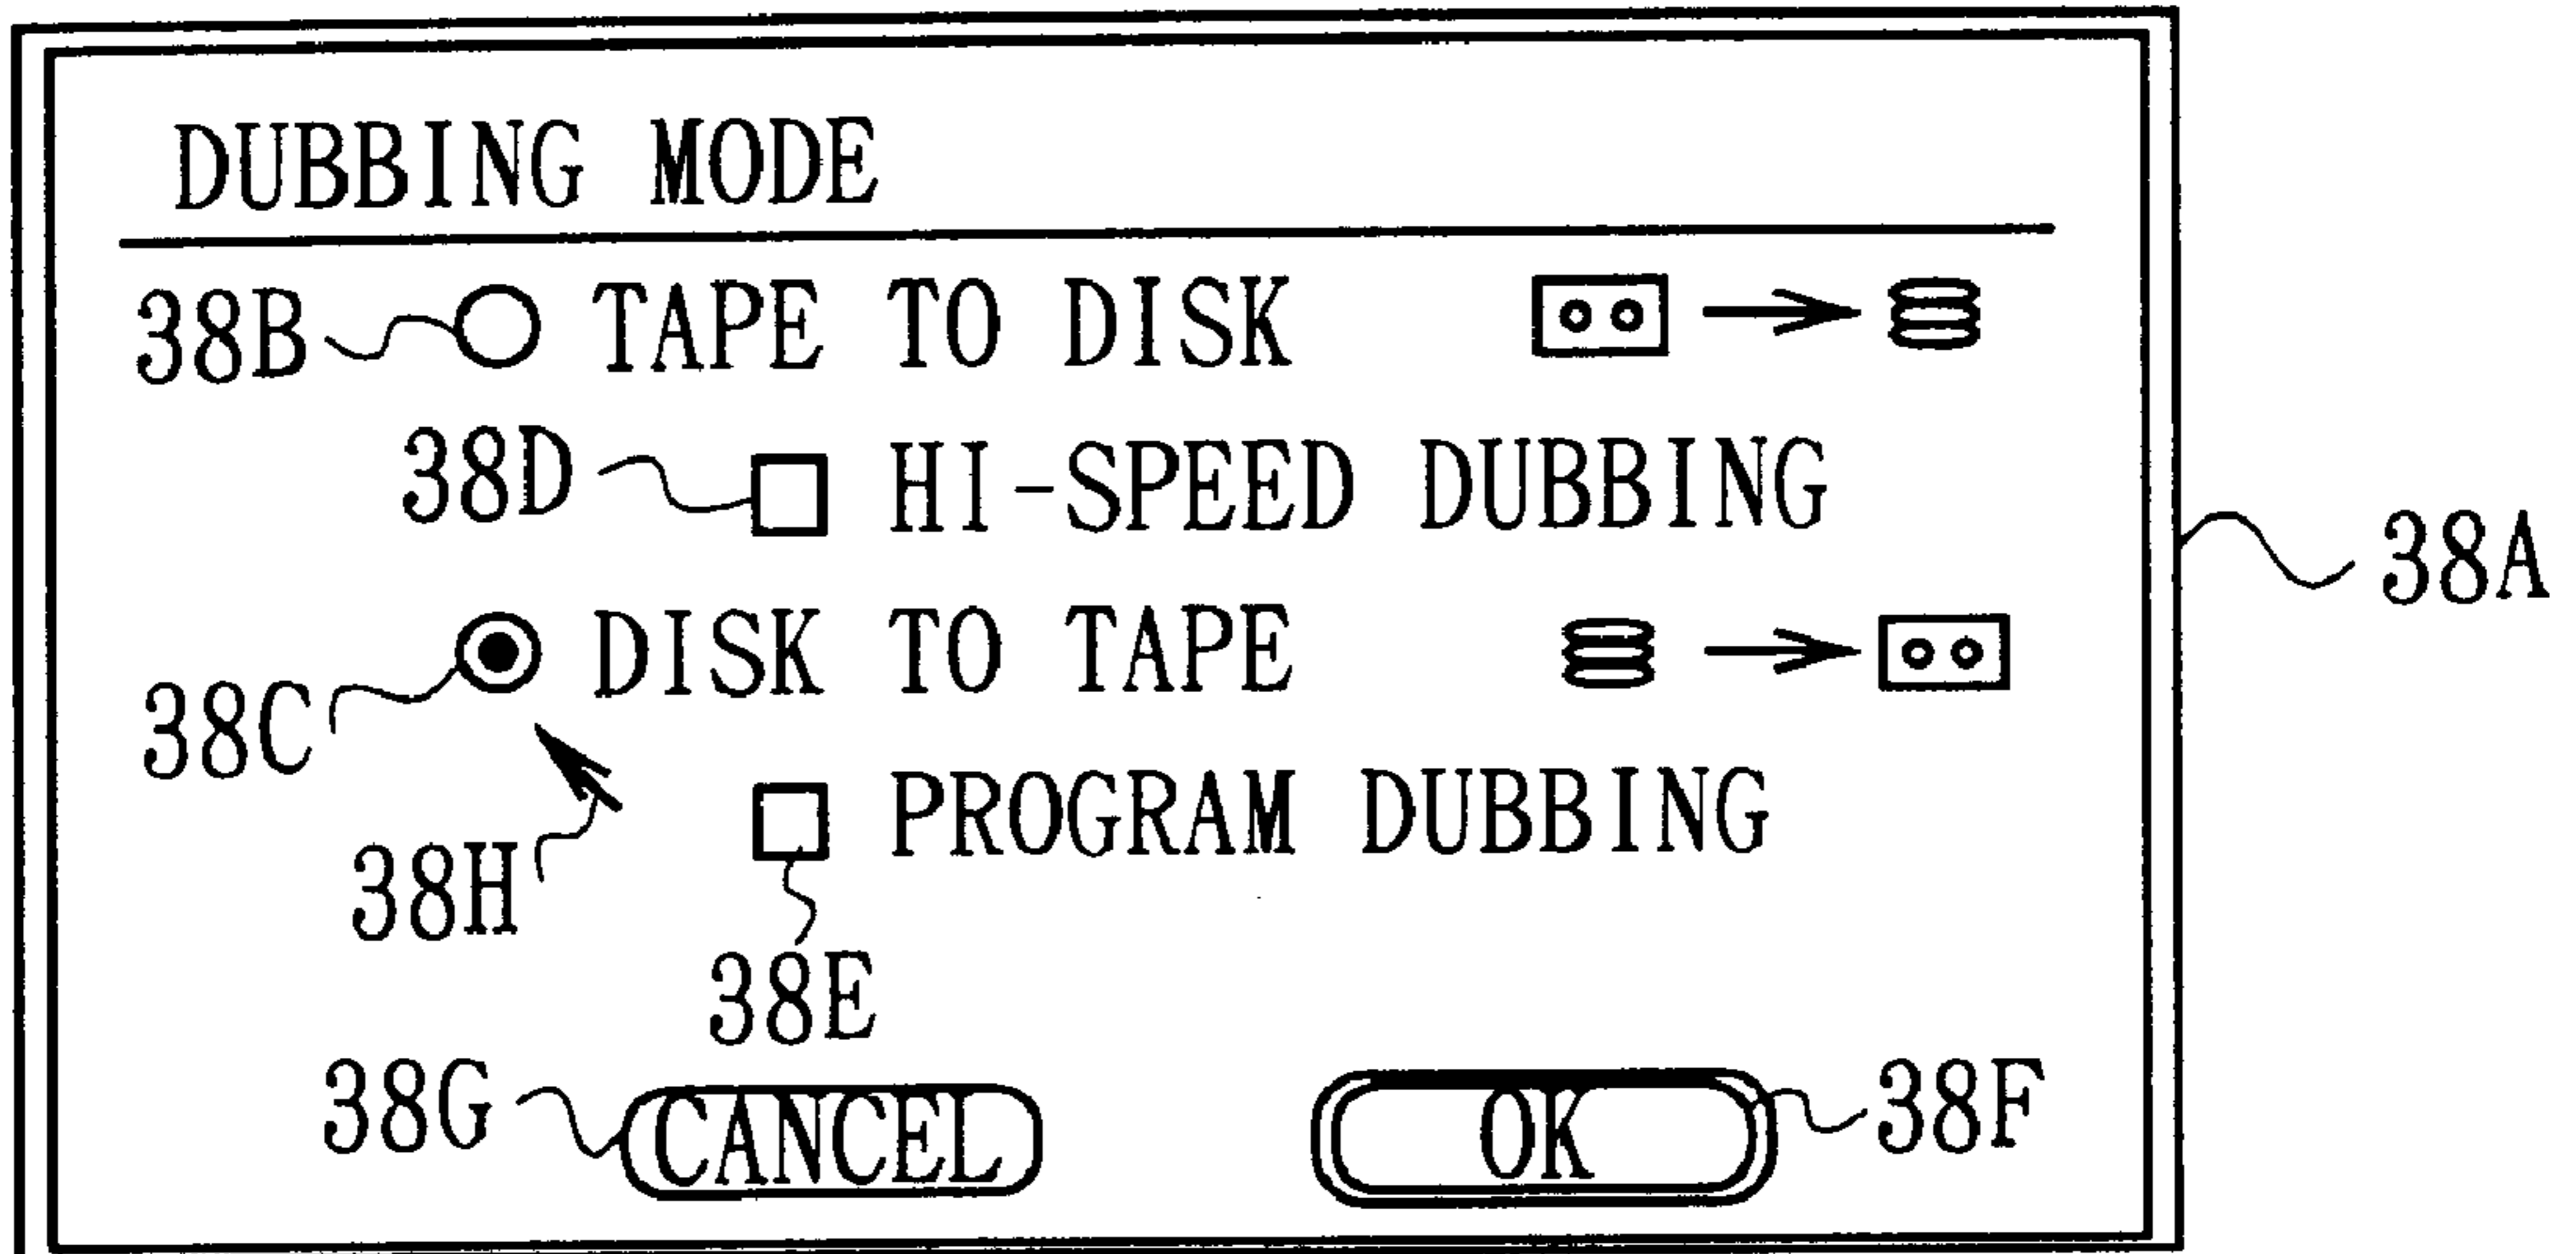 DUBBING MODE
38B TAPE TO DISK
38D HI-SPEED DUBBING
38A
DISK TO TAPE
38C
PROGRAM DUBBING
38H
38E
38G CANCEL OK 38F